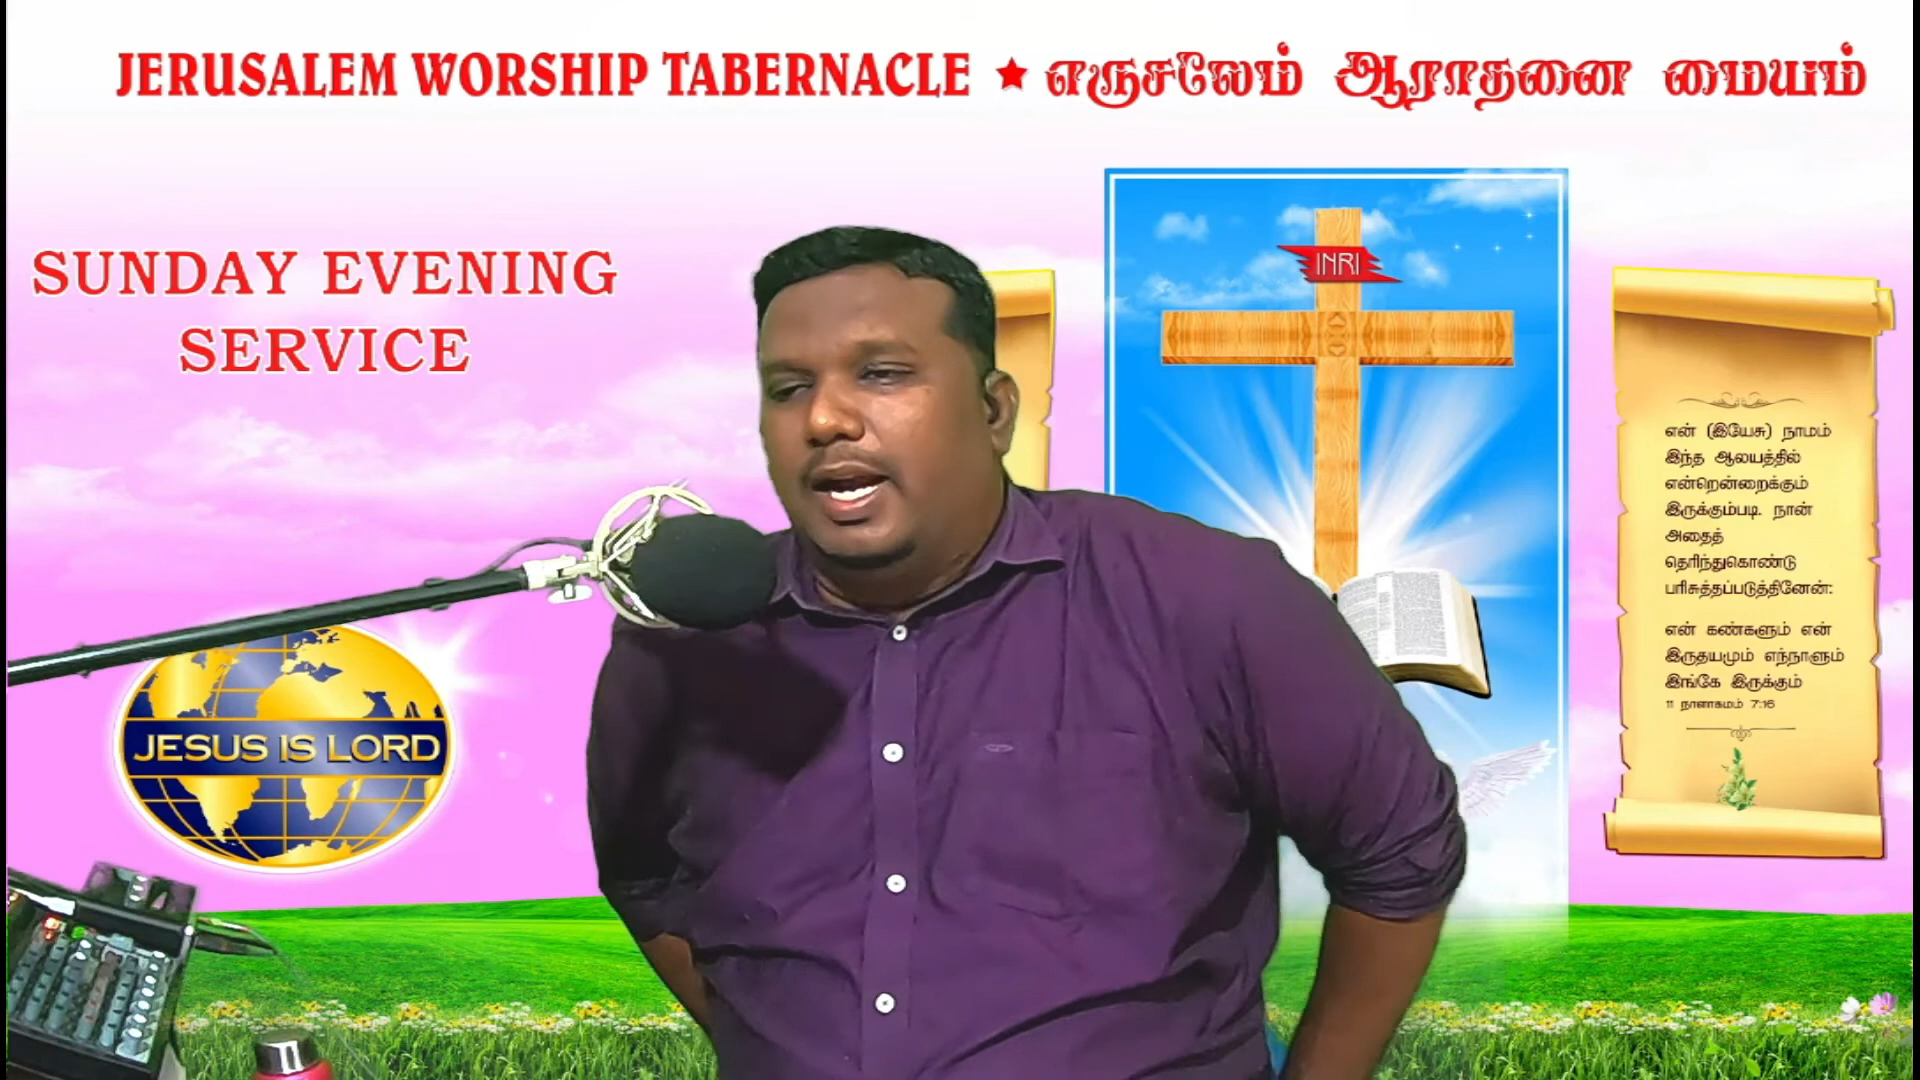 JERUSALEM WORSHIP TABERNACLE ★ எருசலேம் ஆராதனை மையம்
SUNDAY EVENING
SERVICE
INRI
என் (இயேசு) நாமம்
இந்த ஆலயத்தில்
என்றென்றைக்கும்
இருக்கும்படி நான்
அதைத்
தெரிந்துகொண்டு
பரிசுத்தப்படுத்தினேன்:
என் கண்களும் என்
இருதயமும் எந்நாளும்
இங்கே இருக்கும்
11 நாளாகமம் 7:16
JESUS IS LORD